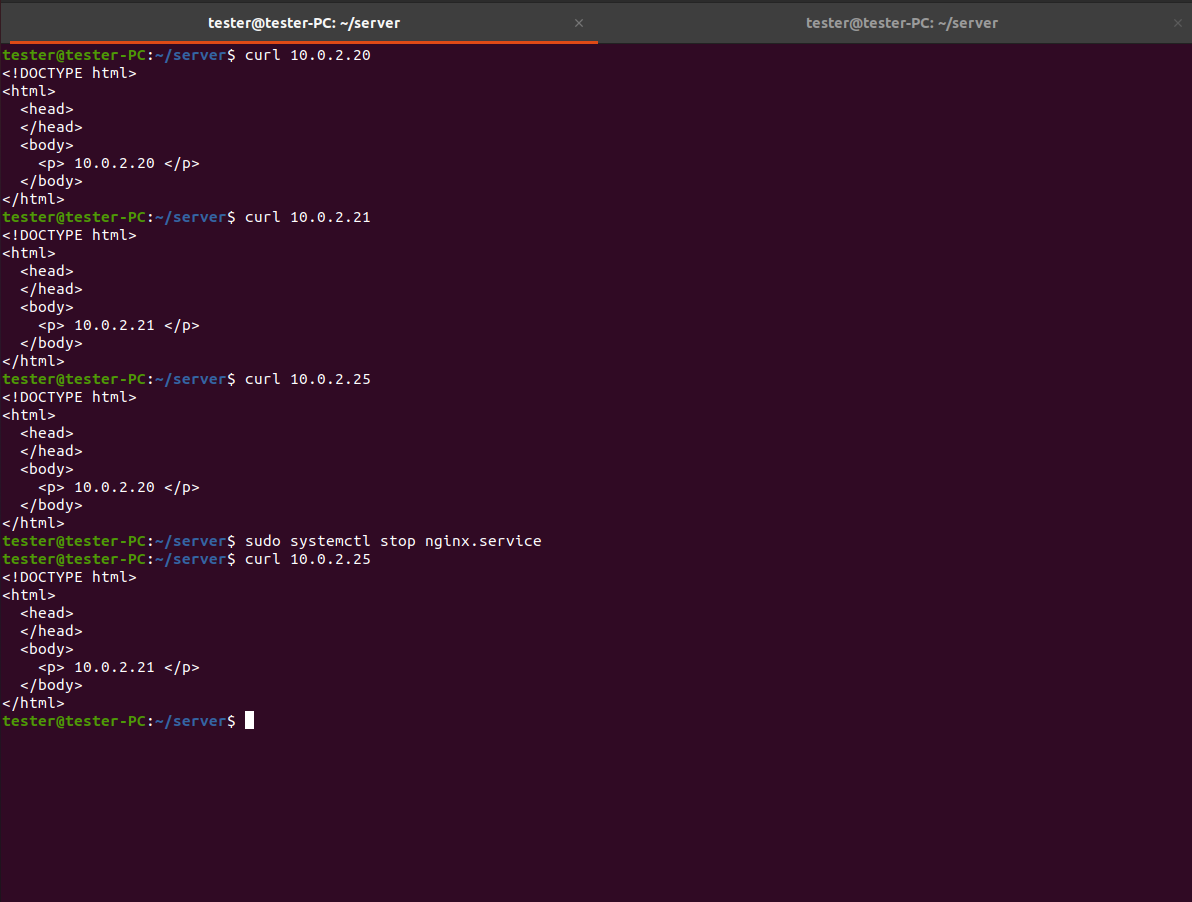 tester@tester-PC: ~/server × tester@tester-PC: ~/server ×
tester@tester-PC:~/server$ curl 10.0.2.20
<!DOCTYPE html>
<html>
  <head>
  </head>
  <body>
    <p> 10.0.2.20 </p>
  </body>
</html>
tester@tester-PC:~/server$ curl 10.0.2.21
<!DOCTYPE html>
<html>
  <head>
  </head>
  <body>
    <p> 10.0.2.21 </p>
  </body>
</html>
tester@tester-PC:~/server$ curl 10.0.2.25
<!DOCTYPE html>
<html>
  <head>
  </head>
  <body>
    <p> 10.0.2.20 </p>
  </body>
</html>
tester@tester-PC:~/server$ sudo systemctl stop nginx.service
tester@tester-PC:~/server$ curl 10.0.2.25
<!DOCTYPE html>
<html>
  <head>
  </head>
  <body>
    <p> 10.0.2.21 </p>
  </body>
</html>
tester@tester-PC:~/server$